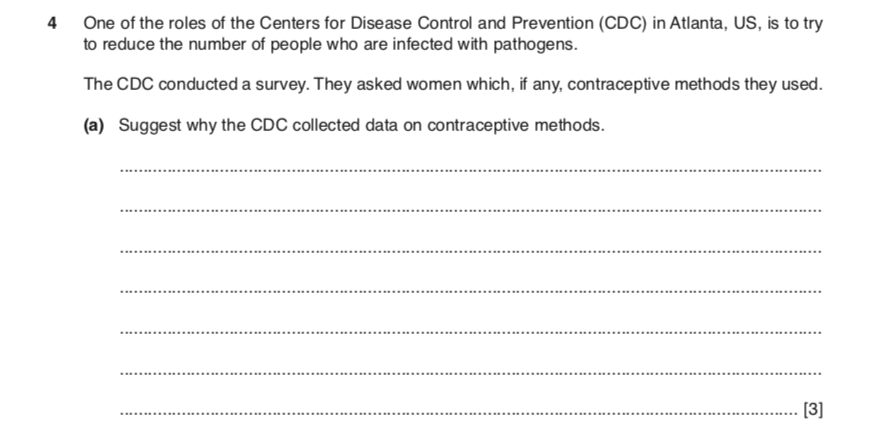 4 One of the roles of the Centers for Disease Control and Prevention (CDC) in Atlanta, US, is to try
to reduce the number of people who are infected with pathogens.
The CDC conducted a survey. They asked women which, if any, contraceptive methods they used.
(a) Suggest why the CDC collected data on contraceptive methods.
[3]